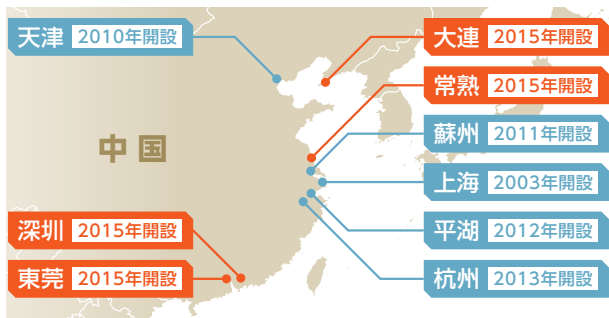 天津 2010年開設
大連 2015年開設
常熟 2015年開設
蘇州 2011年開設
中国
上海 2003年開設
深圳 2015年開設
平湖 2012年開設
東莞 2015年開設
杭州 2013年開設